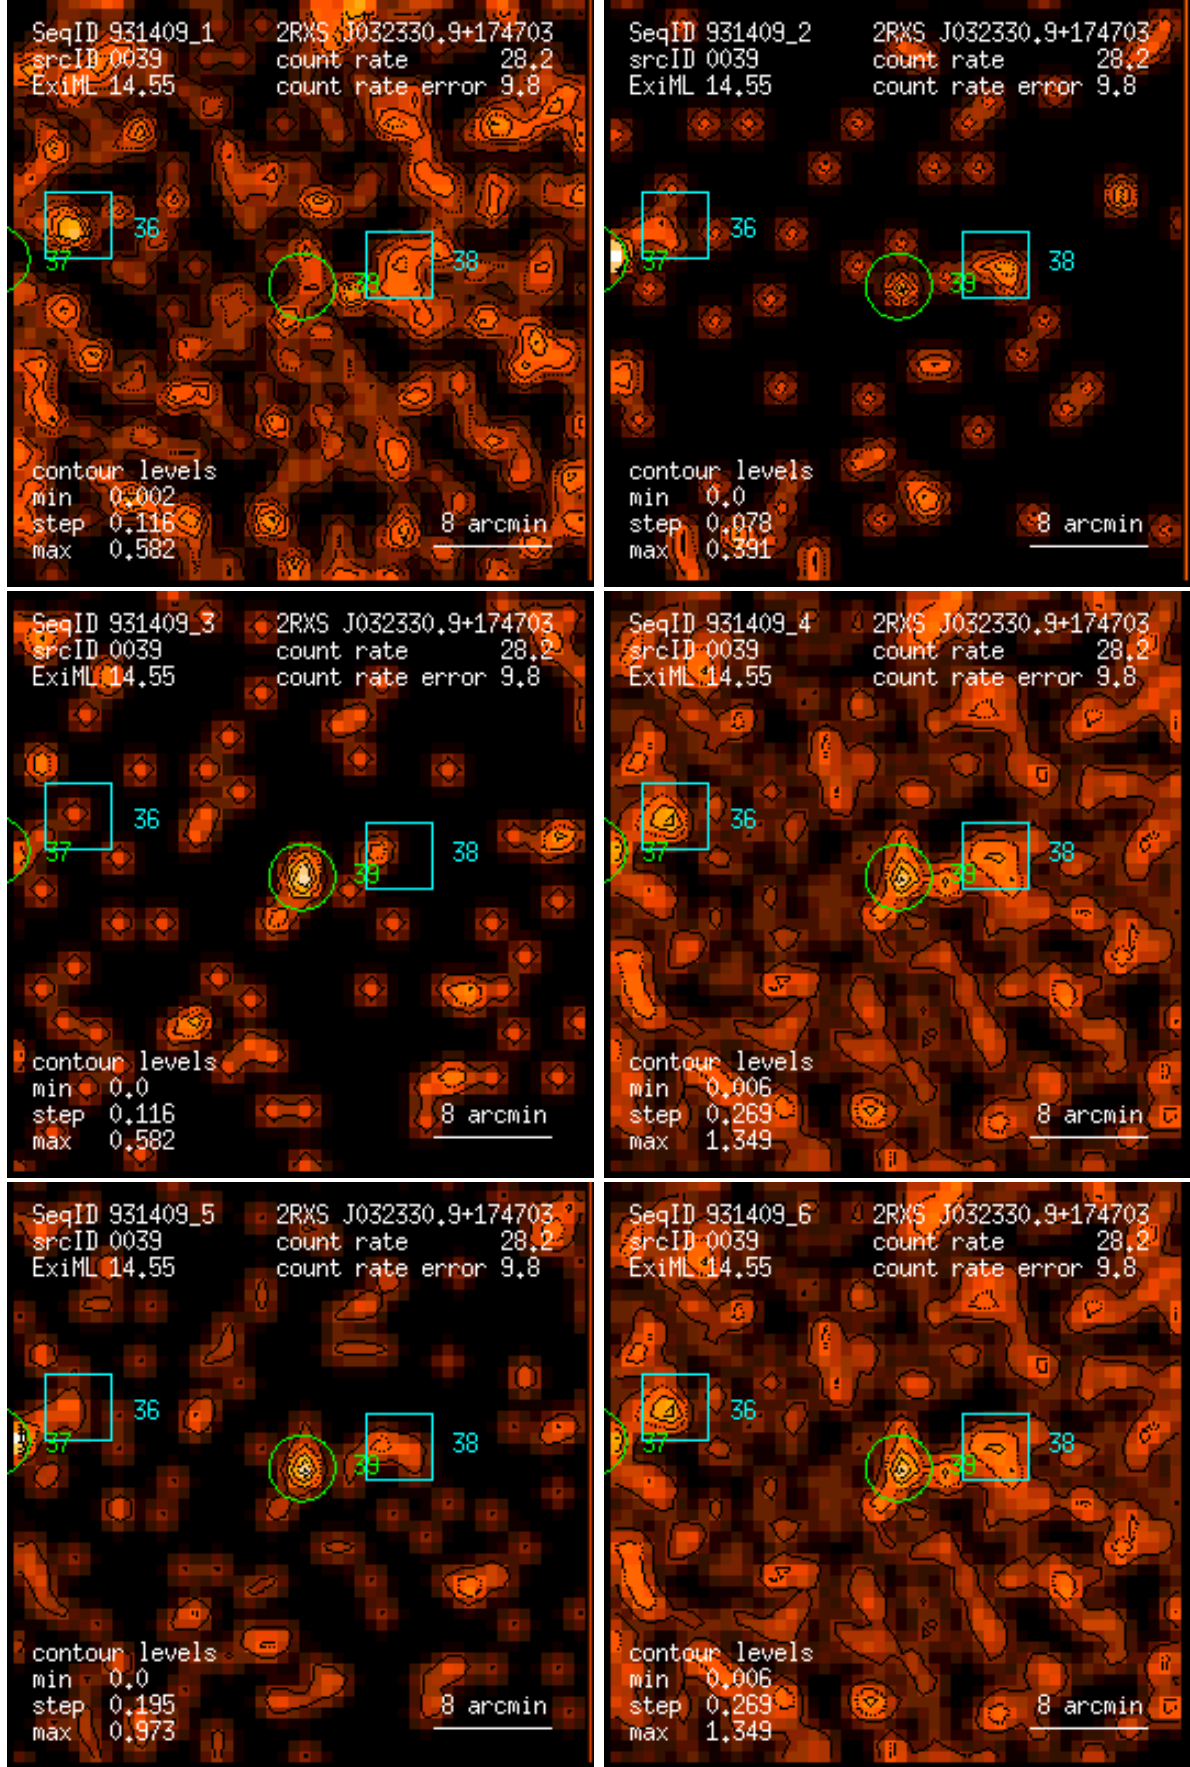 SeqID 931409_1 2RXS J032330.9+174703
srcID 0039 count rate 28.2
ExiML 14.55 count rate error 9.8
36
37
38
39
contour levels
min 0.002
step 0.116
max 0.582
8 arcmin
SeqID 931409_2 2RXS J032330.9+174703
srcID 0039 count rate 28.2
ExiML 14.55 count rate error 9.8
36
37
38
39
contour levels
min 0.0
step 0.078
max 0.391
8 arcmin
SeqID 931409_3 2RXS J032330.9+174703
srcID 0039 count rate 28.2
ExiML 14.55 count rate error 9.8
36
37
38
39
contour levels
min 0.0
step 0.116
max 0.582
8 arcmin
SeqID 931409_4 2RXS J032330.9+174703
srcID 0039 count rate 28.2
ExiML 14.55 count rate error 9.8
36
37
38
39
contour levels
min 0.006
step 0.269
max 1.349
8 arcmin
SeqID 931409_5 2RXS J032330.9+174703
srcID 0039 count rate 28.2
ExiML 14.55 count rate error 9.8
36
37
38
39
contour levels
min 0.0
step 0.195
max 0.973
8 arcmin
SeqID 931409_6 2RXS J032330.9+174703
srcID 0039 count rate 28.2
ExiML 14.55 count rate error 9.8
36
37
38
39
contour levels
min 0.006
step 0.269
max 1.349
8 arcmin